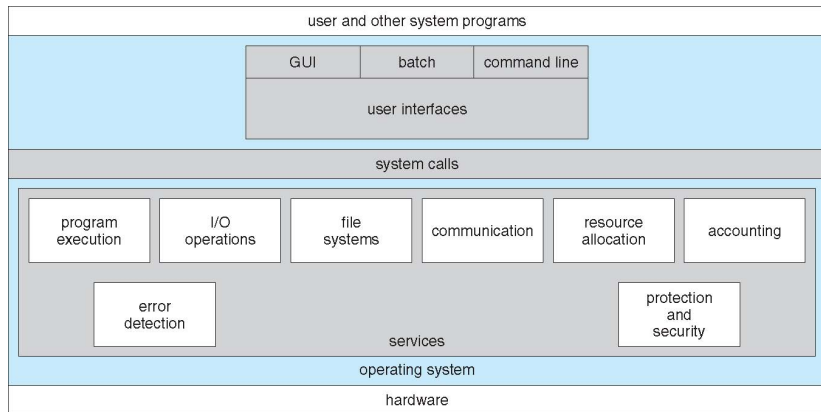 user and other system programs
GUI
batch
command line
user interfaces
system calls
program
execution
I/O
operations
file
systems
communication
resource
allocation
accounting
error
detection
protection
and
security
services
operating system
hardware